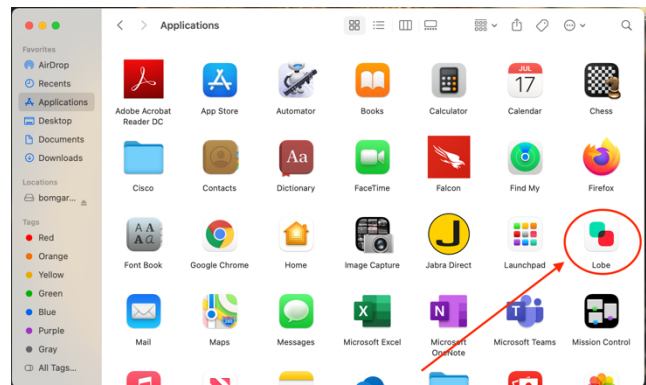 Applications
Favorites
AirDrop
Recents
Applications
Desktop
Documents
Downloads
Locations
bomgar...
Tags
Red
Orange
Yellow
Green
Blue
Purple
Gray
All Tags...
JUL
17
Adobe Acrobat
Reader DC
App Store
Automator
Books
Calculator
Calendar
Chess
Aa
Cisco
Contacts
Dictionary
FaceTime
Falcon
Find My
Firefox
A A
A a
J
Font Book
Google Chrome
Home
Image Capture
Jabra Direct
Launchpad
Lobe
X
N
T
Mail
Maps
Messages
Microsoft Excel
Microsoft
OneNote
Microsoft Teams
Mission Control